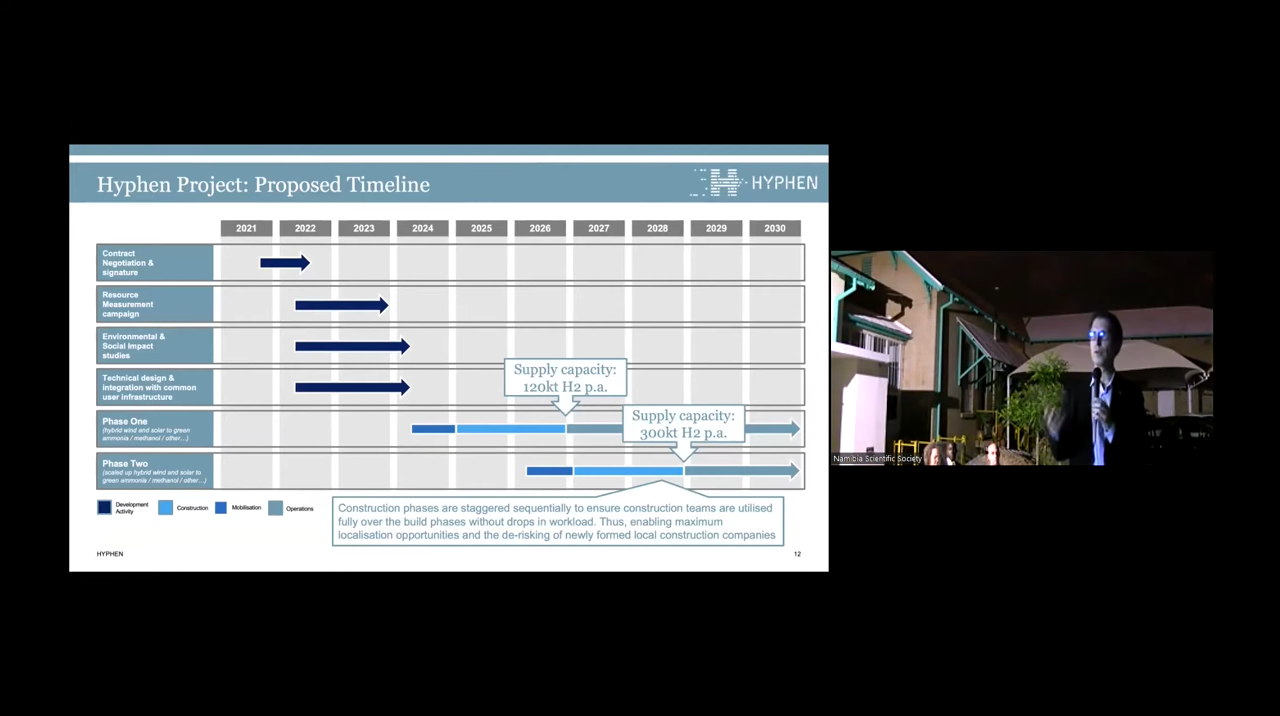 Hyphen Project: Proposed Timeline
HYPHEN
2021 2022 2023 2024 2025 2026 2027 2028 2029 2030
Contract
Negotiation &
signature
Resource
Measurement
campaign
Environmental &
Social Impact
studies
Technical design &
integration with common
user infrastructure
Supply capacity:
120kt H2 p.a.
Supply capacity:
300kt H2 p.a.
Phase One
(hybrid wind and solar to green
ammonia / methanol / other...)
Phase Two
(scaled up hybrid wind and solar to
green ammonia / methanol / other...)
Development
Activity
Construction
Mobilisation
Operations
Construction phases are staggered sequentially to ensure construction teams are utilised
fully over the build phases without drops in workload. Thus, enabling maximum
localisation opportunities and the de-risking of newly formed local construction companies
HYPHEN
12
Namibia Scientific Society